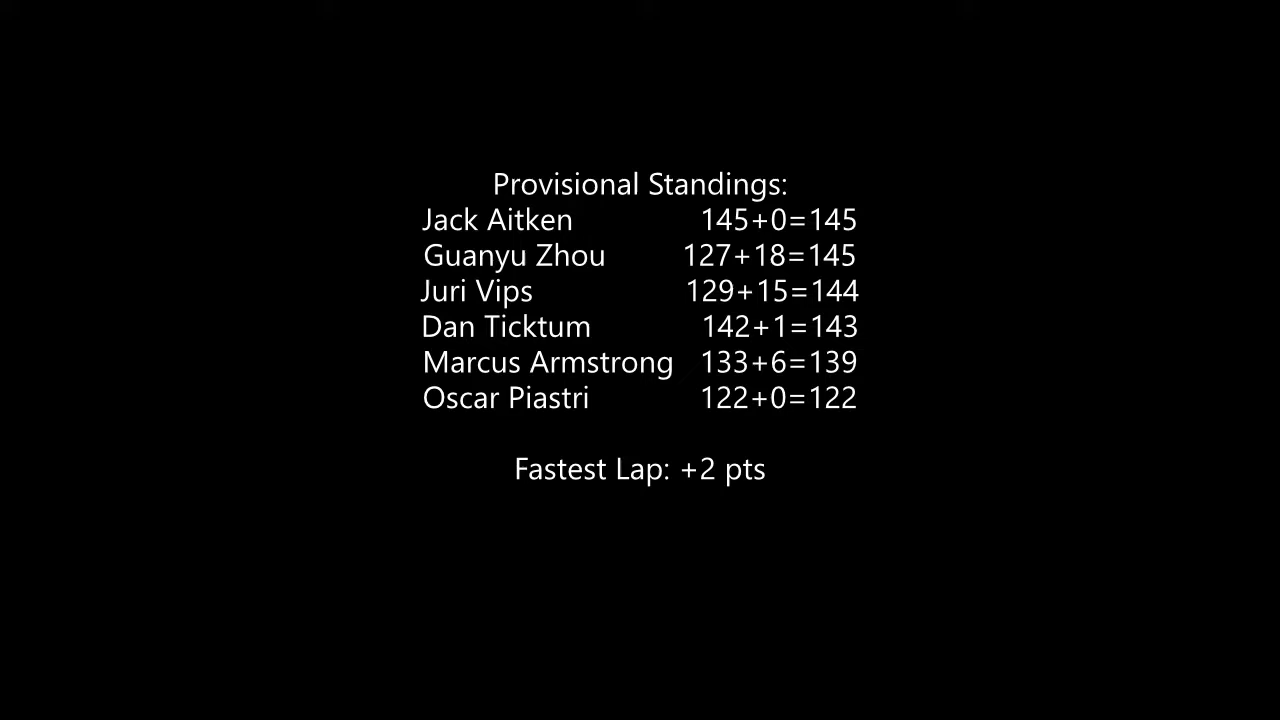 Provisional Standings:
Jack Aitken 145+0=145
Guanyu Zhou 127+18=145
Juri Vips 129+15=144
Dan Ticktum 142+1=143
Marcus Armstrong 133+6=139
Oscar Piastri 122+0=122
Fastest Lap: +2 pts